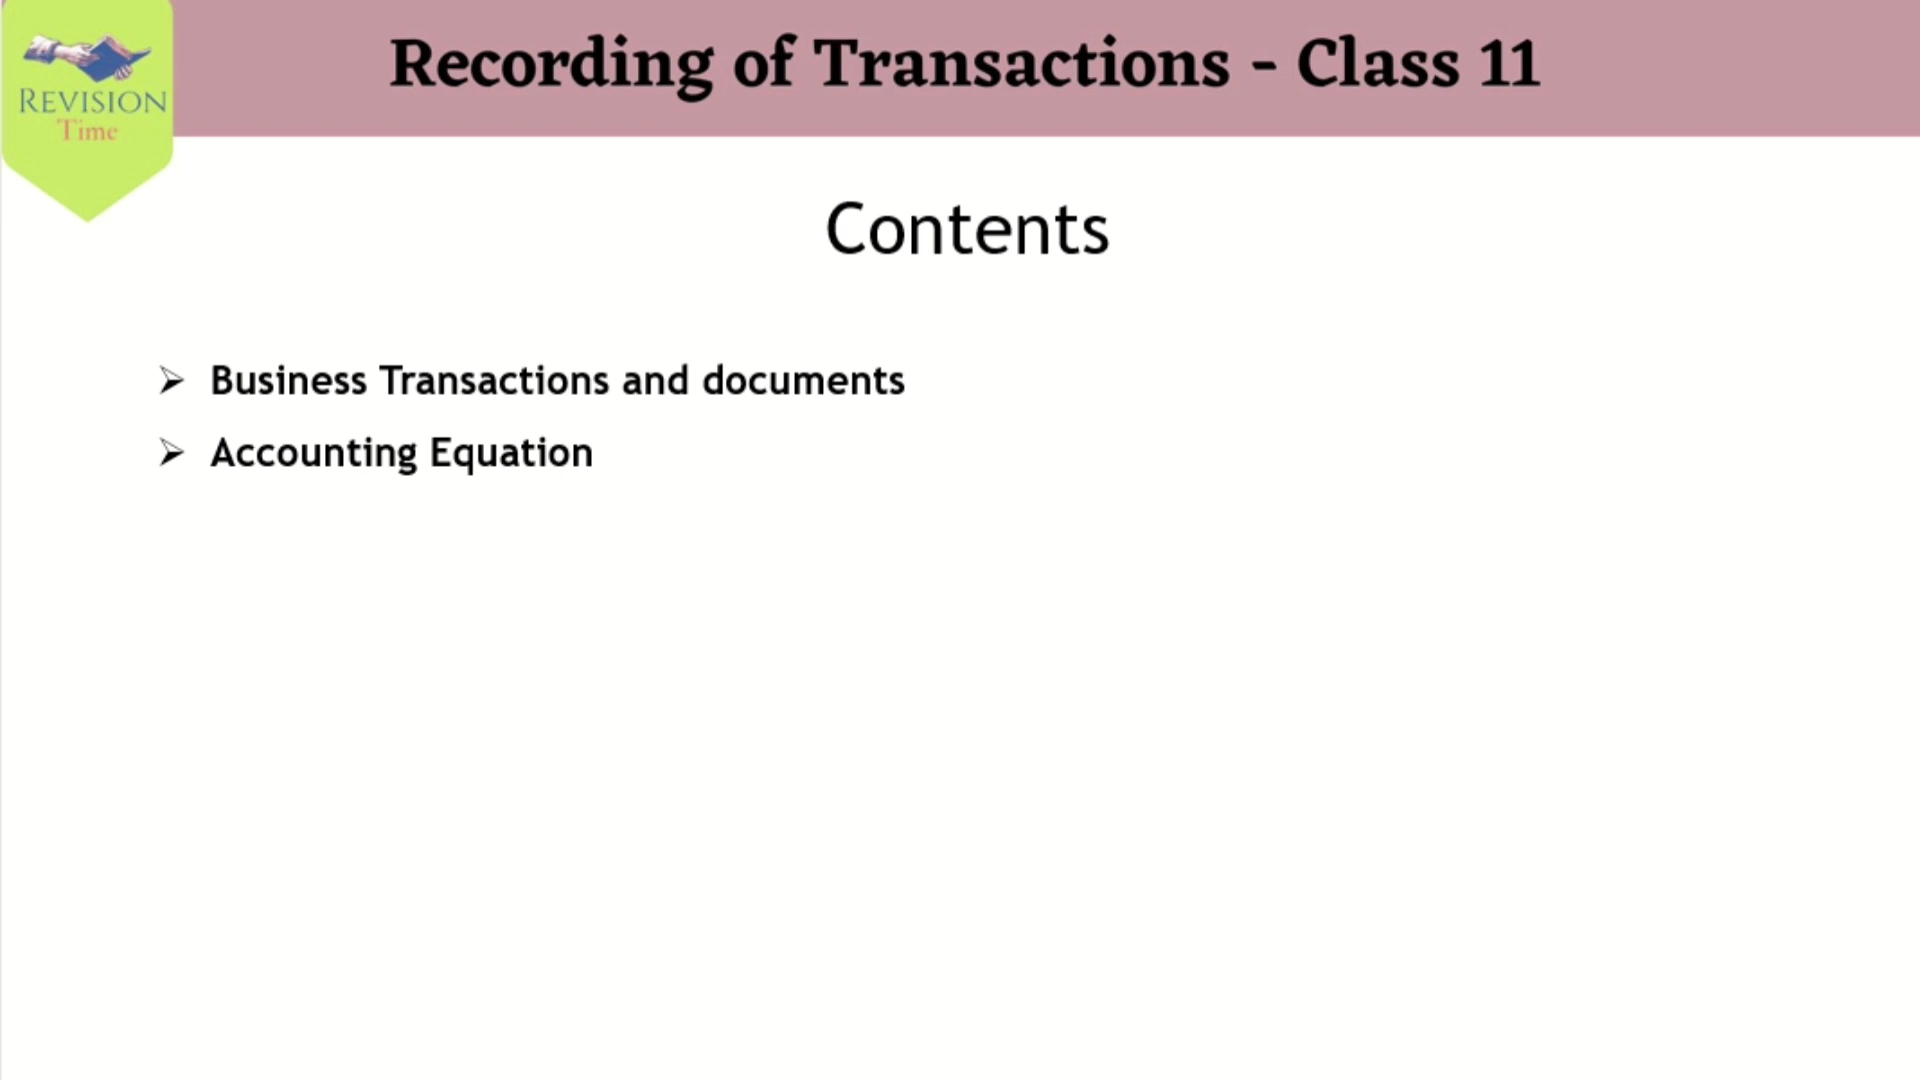 REVISION
Time
Recording of Transactions - Class 11
Contents
➢ Business Transactions and documents
➢ Accounting Equation